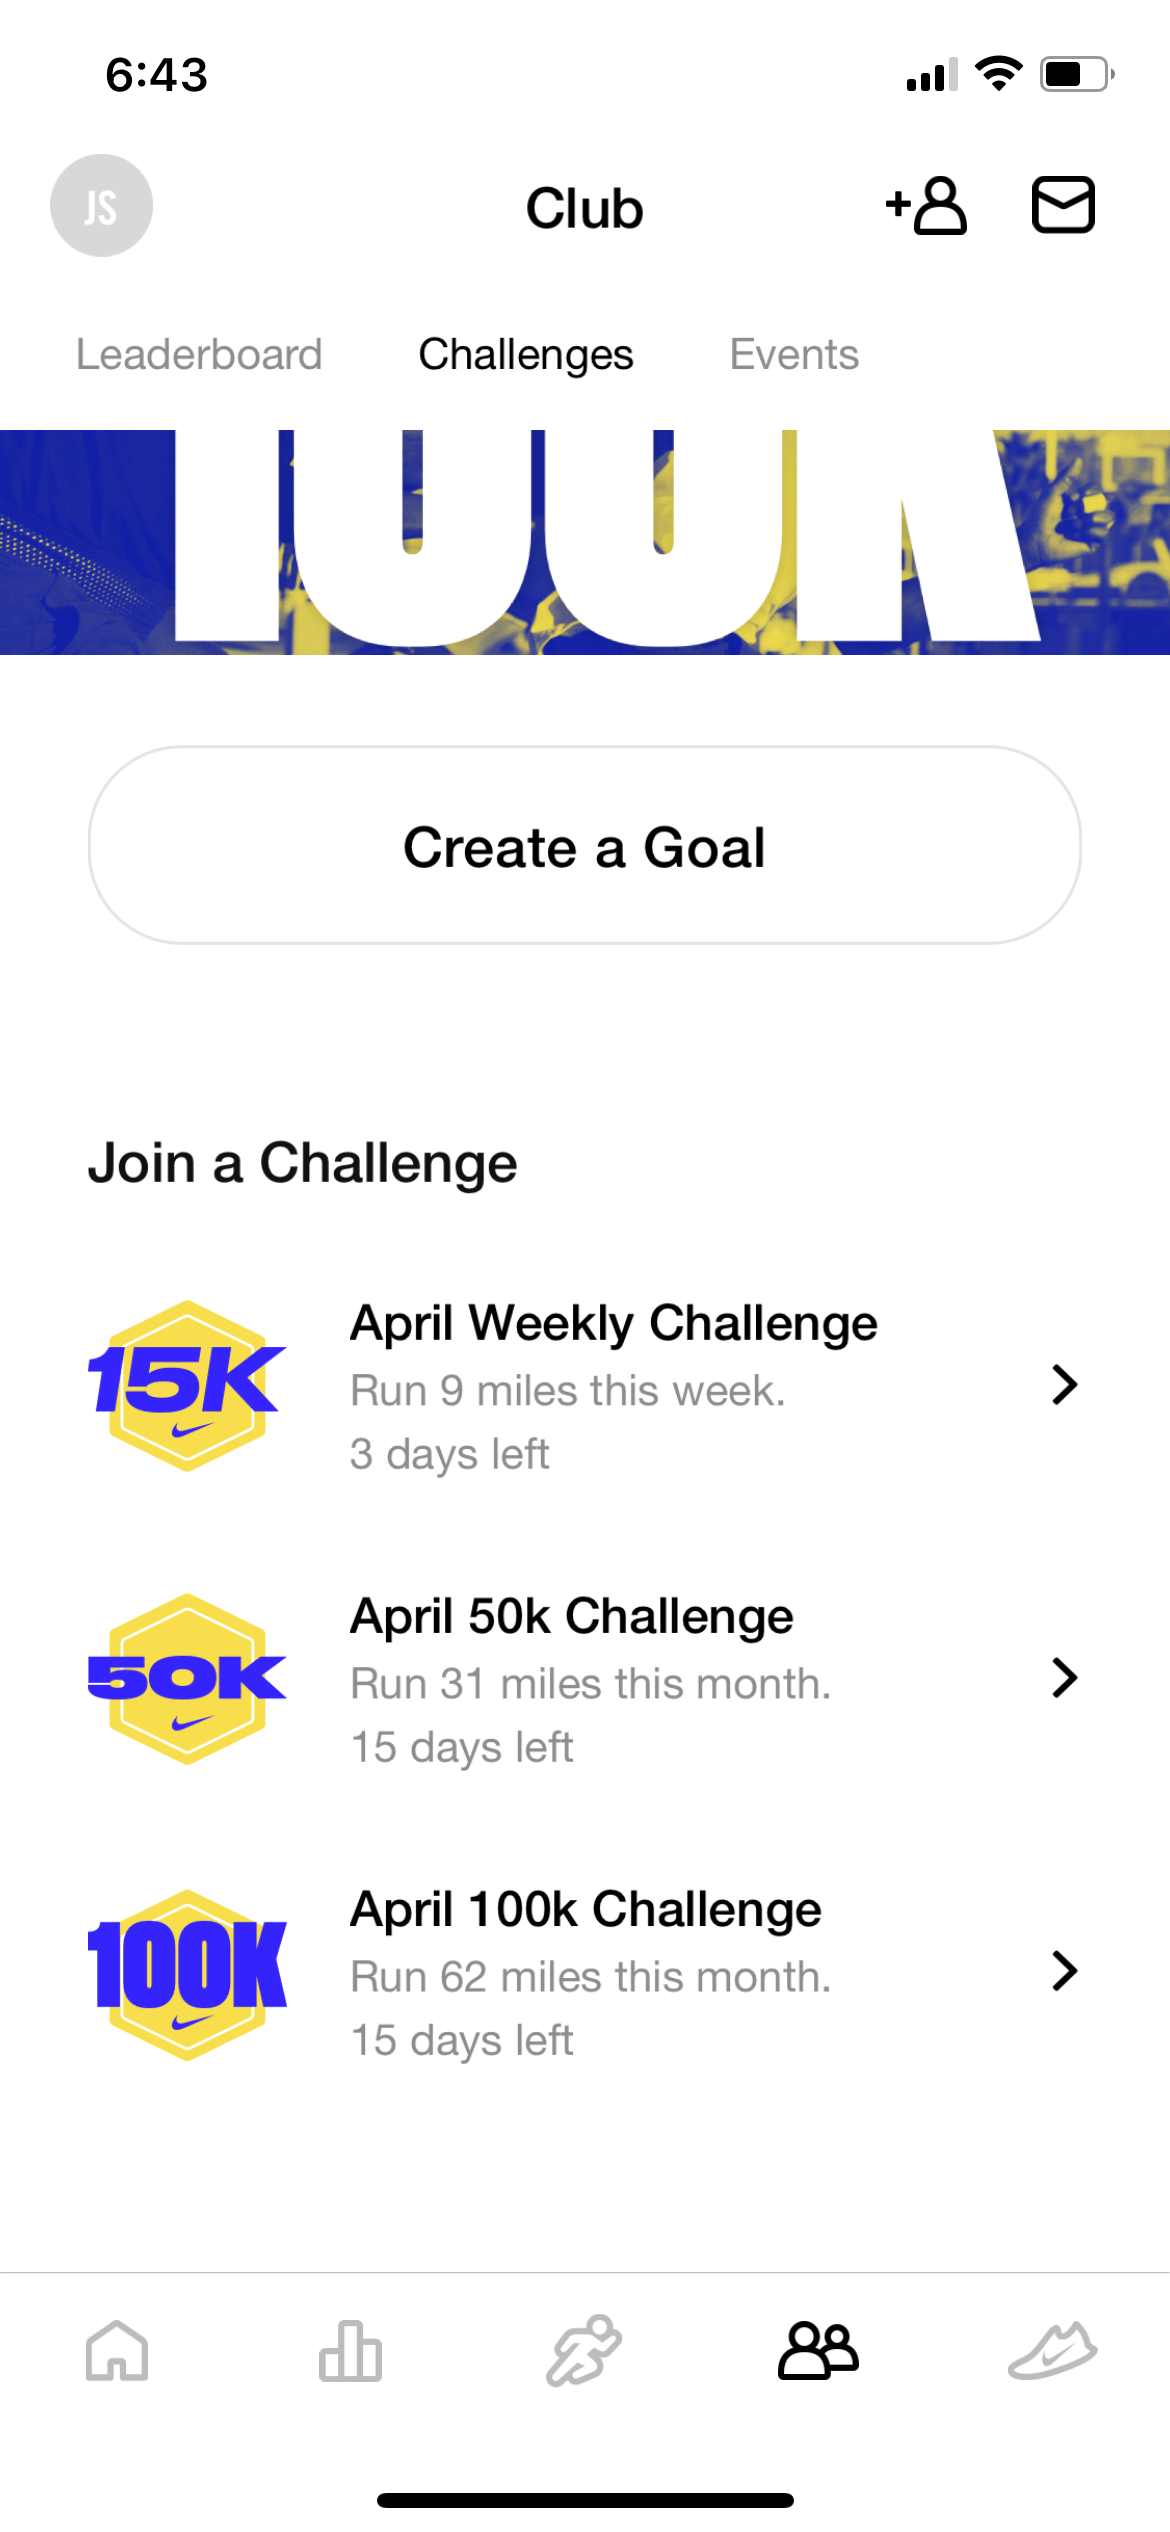 6:43
JS
Club
Leaderboard Challenges Events
100K
Create a Goal
Join a Challenge
15K
April Weekly Challenge
Run 9 miles this week.
3 days left
50K
April 50k Challenge
Run 31 miles this month.
15 days left
100K
April 100k Challenge
Run 62 miles this month.
15 days left